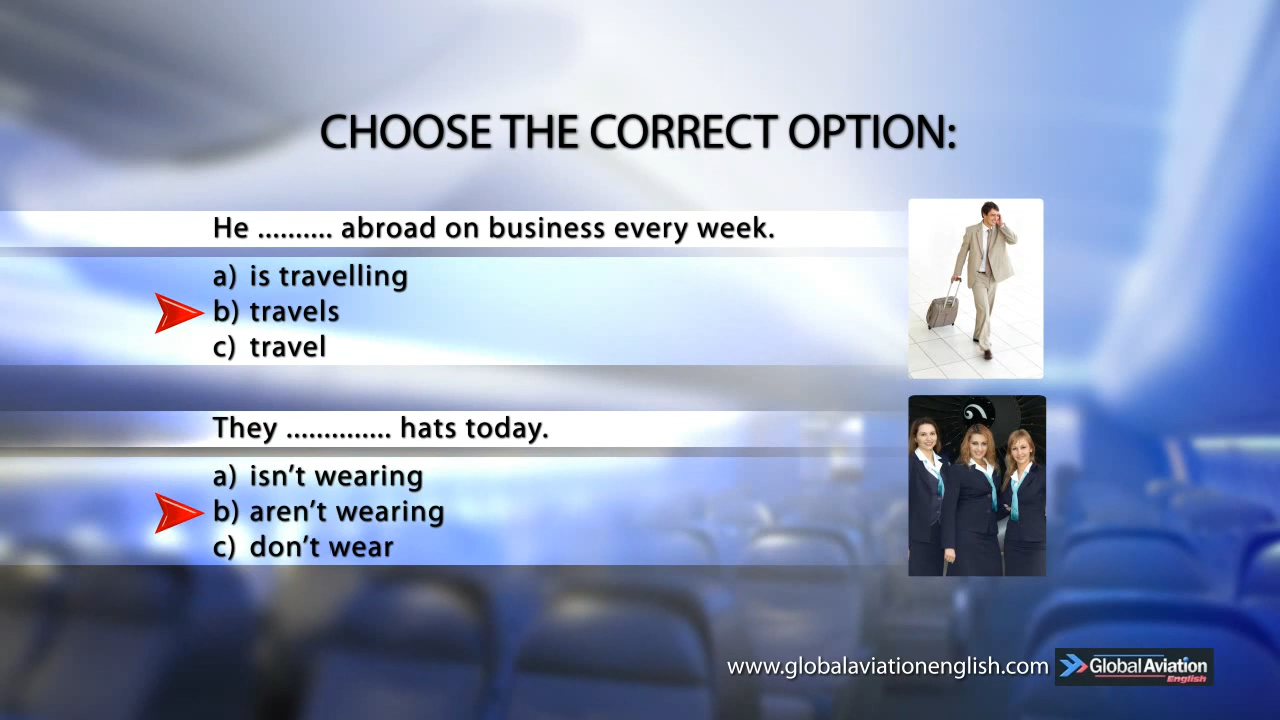 CHOOSE THE CORRECT OPTION:
He .......... abroad on business every week.
a) is travelling
b) travels
c) travel
They .............. hats today.
a) isn’t wearing
b) aren’t wearing
c) don’t wear
www.globalaviationenglish.com
Global Aviation
English